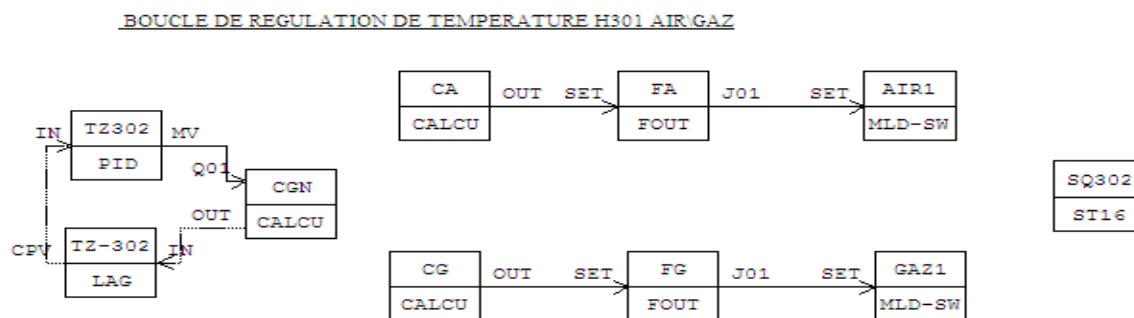 BOUCLE DE REGULATION DE TEMPERATURE H301 AIR\GAZ
CA OUT SET FA J01 SET AIR1
CALCU FOUT MLD-SW
IN TZ302 MV
PID
Q01
CGN
CALCU
SQ302
ST16
OUT
CPV TZ-302 IN
LAG
CG OUT SET FG J01 SET GAZ1
CALCU FOUT MLD-SW